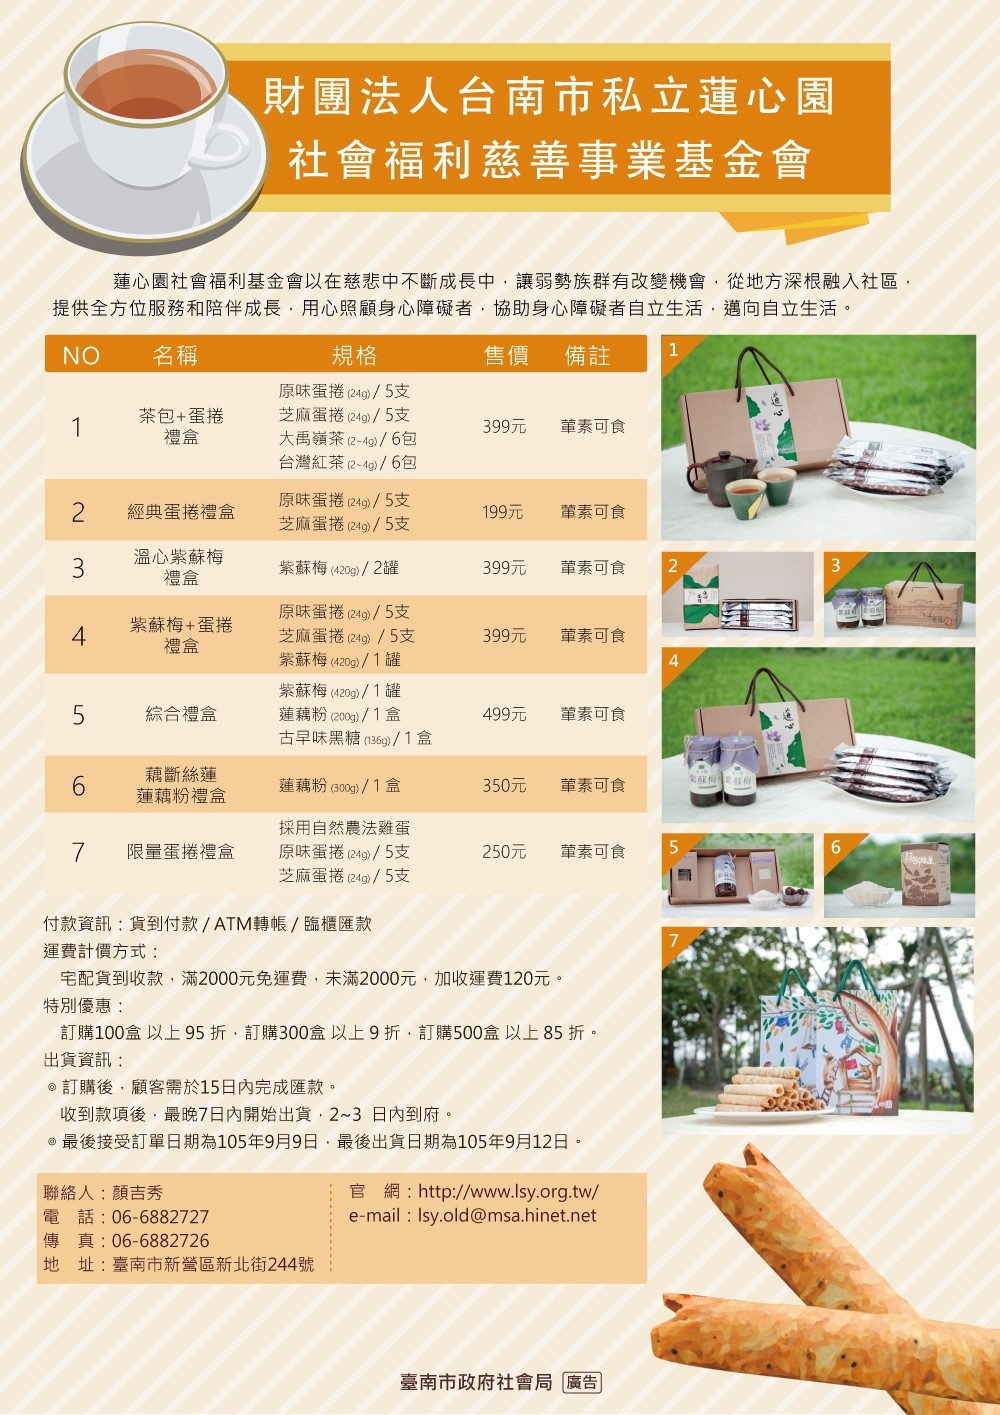 財團法人台南市私立蓮心園
社會福利慈善事業基金會
蓮心園社會福利基金會以在慈悲中不斷成長中，讓弱勢族群有改變機會，從地方深根融入社區，
提供全方位服務和陪伴成長，用心照顧身心障礙者，協助身心障礙者自立生活，邁向自立生活。
NO 名稱 規格 售價 備註
1 茶包+蛋捲禮盒 399元 葷素可食
原味蛋捲 (24g) / 5支
芝麻蛋捲 (24g) / 5支
大禹嶺茶 (2~4g) / 6包
台灣紅茶 (2~4g) / 6包
2 經典蛋捲禮盒 199元 葷素可食
原味蛋捲 (24g) / 5支
芝麻蛋捲 (24g) / 5支
3 溫心紫蘇梅禮盒 紫蘇梅 (420g) / 2罐 399元 葷素可食
4 紫蘇梅+蛋捲禮盒 399元 葷素可食
原味蛋捲 (24g) / 5支
芝麻蛋捲 (24g) / 5支
紫蘇梅 (420g) / 1罐
5 綜合禮盒 499元 葷素可食
紫蘇梅 (420g) / 1罐
蓮藕粉 (200g) / 1盒
古早味黑糖 (136g) / 1盒
6 藕斷絲蓮蓮藕粉禮盒 蓮藕粉 (300g) / 1盒 350元 葷素可食
7 限量蛋捲禮盒 250元 葷素可食
採用自然農法雞蛋
原味蛋捲 (24g) / 5支
芝麻蛋捲 (24g) / 5支
1
蓮心
2
3
4
蓮心
紫蘇梅
5
6
7
付款資訊：貨到付款 / ATM轉帳 / 臨櫃匯款
運費計價方式：
宅配貨到收款，滿2000元免運費，未滿2000元，加收運費120元。
特別優惠：
訂購100盒 以上 95 折，訂購300盒 以上 9 折，訂購500盒 以上 85 折。
出貨資訊：
◎訂購後，顧客需於15日內完成匯款。
收到款項後，最晚7日內開始出貨，2~3 日內到府。
◎最後接受訂單日期為105年9月9日，最後出貨日期為105年9月12日。
聯絡人：顏吉秀
電　話：06-6882727
傳　真：06-6882726
地　址：臺南市新營區新北街244號
官　網：http://www.lsy.org.tw/
e-mail：lsy.old@msa.hinet.net
臺南市政府社會局 廣告